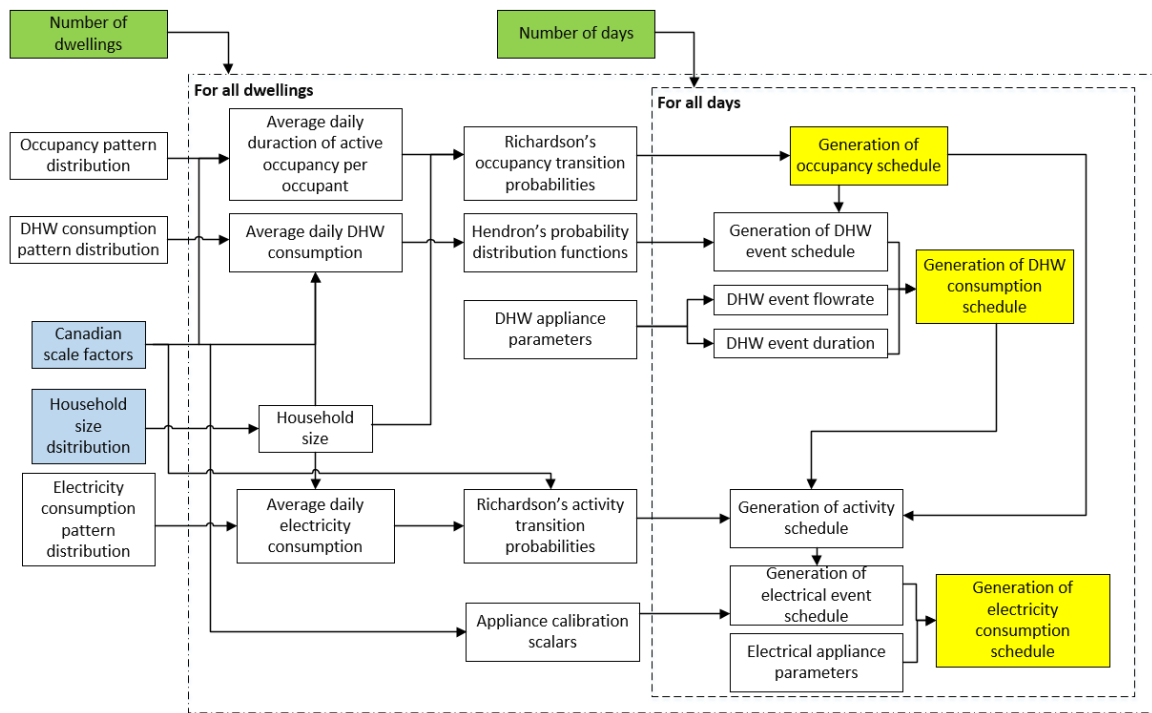 Number of
dwellings
Number of days
For all dwellings
For all days
Occupancy pattern
distribution
Average daily
duraction of active
occupancy per
occupant
Richardson's
occupancy transition
probabilities
Generation of
occupancy schedule
DHW consumption
pattern distribution
Average daily DHW
consumption
Hendron's probability
distribution functions
Generation of DHW
event schedule
Generation of DHW
consumption
schedule
DHW appliance
parameters
DHW event flowrate
DHW event duration
Canadian
scale factors
Household
size
dsitribution
Household
size
Electricity
consumption
pattern
distribution
Average daily
electricity
consumption
Richardson's activity
transition
probabilities
Generation of activity
schedule
Appliance calibration
scalars
Generation of
electrical event
schedule
Electrical appliance
parameters
Generation of
electricity
consumption
schedule